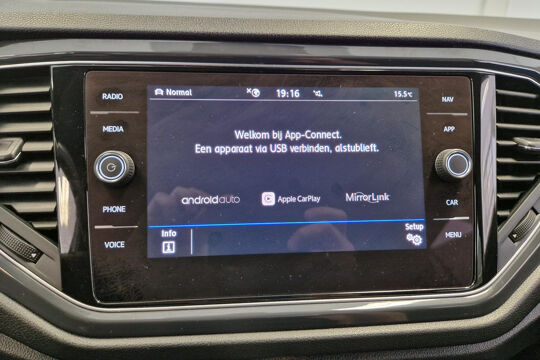 RADIO
MEDIA
PHONE
VOICE
Normal
19:16
15.5°C
Welkom bij App-Connect.
Een apparaat via USB verbinden, alstublieft.
androidauto
Apple CarPlay
MirrorLink
Info
Setup
NAV
APP
CAR
MENU